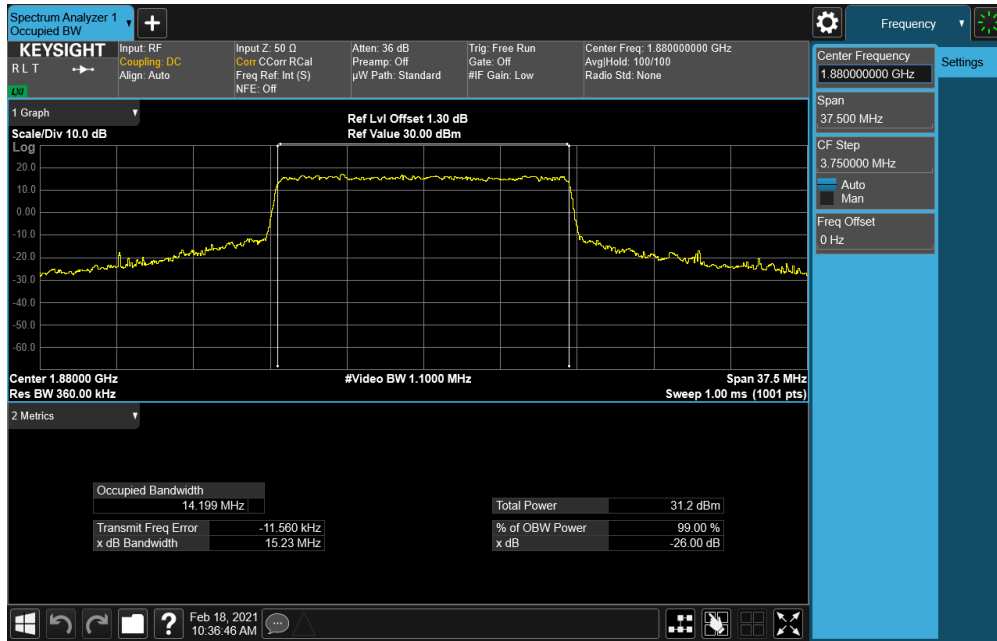 Spectrum Analyzer 1
Occupied BW
+
Frequency
KEYSIGHT
R L T
LXI
Input: RF
Coupling: DC
Align: Auto
Input Z: 50 Ω
Corr CCorr RCal
Freq Ref: Int (S)
NFE: Off
Atten: 36 dB
Preamp: Off
µW Path: Standard
Trig: Free Run
Gate: Off
#IF Gain: Low
Center Freq: 1.880000000 GHz
Avg|Hold: 100/100
Radio Std: None
Center Frequency
1.880000000 GHz
Settings
Span
37.500 MHz
CF Step
3.750000 MHz
Auto
Man
Freq Offset
0 Hz
1 Graph
Scale/Div 10.0 dB
Ref Lvl Offset 1.30 dB
Ref Value 30.00 dBm
Log
20.0
10.0
0.00
-10.0
-20.0
-30.0
-40.0
-50.0
-60.0
Center 1.88000 GHz
Res BW 360.00 kHz
#Video BW 1.1000 MHz
Span 37.5 MHz
Sweep 1.00 ms (1001 pts)
2 Metrics
Occupied Bandwidth
14.199 MHz
Transmit Freq Error -11.560 kHz
x dB Bandwidth 15.23 MHz
Total Power 31.2 dBm
% of OBW Power 99.00 %
x dB -26.00 dB
?
Feb 18, 2021
10:36:46 AM